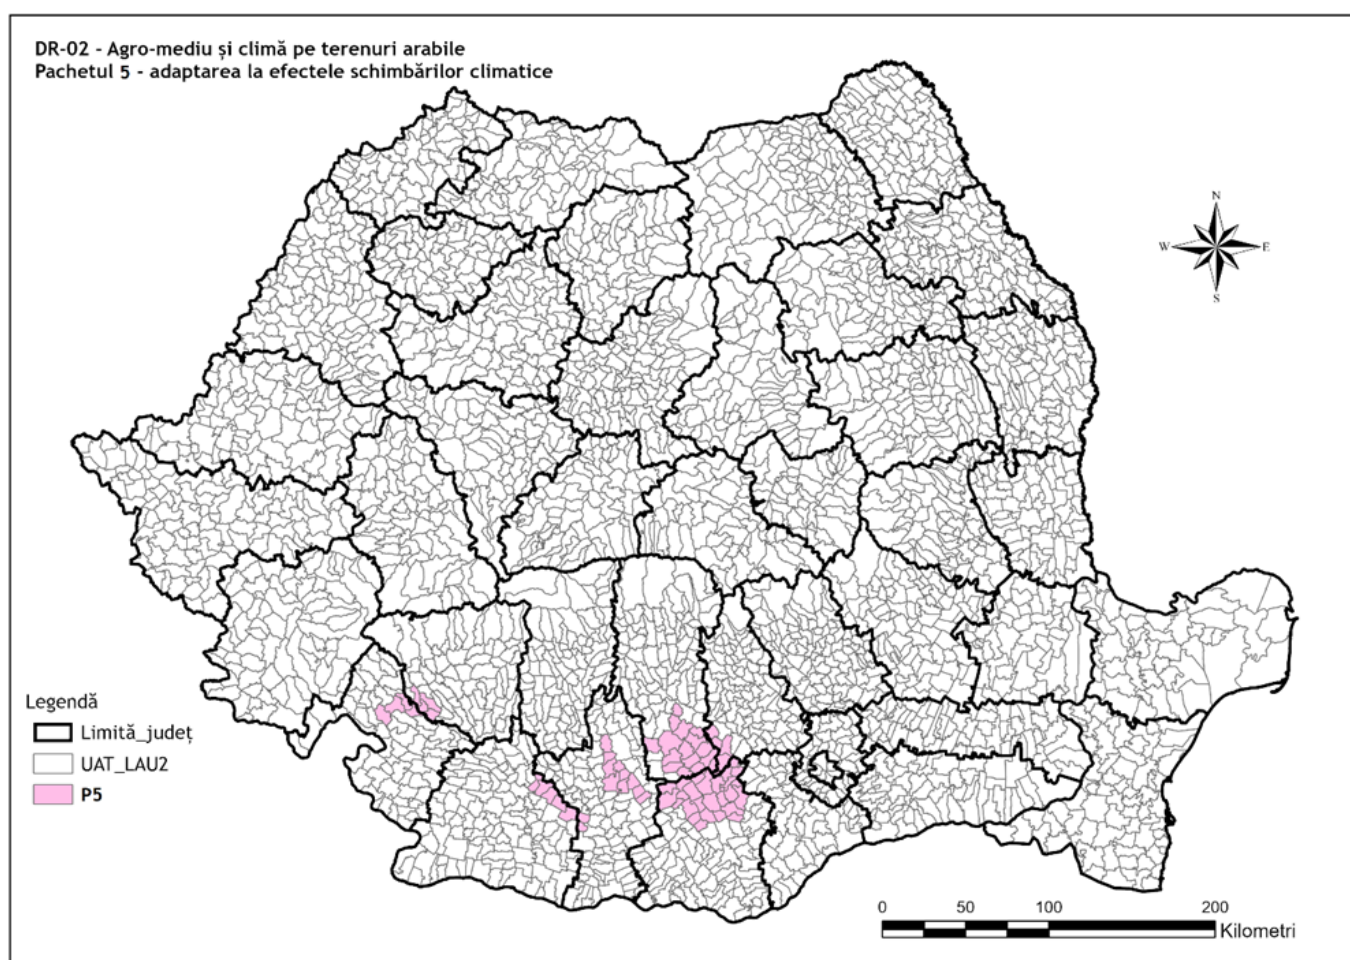 DR-02 - Agro-mediu și climă pe terenuri arabile
Pachetul 5 - adaptarea la efectele schimbărilor climatice
N
W E
S
Legendă
Limită_județ
UAT_LAU2
P5
0 50 100 200
Kilometri